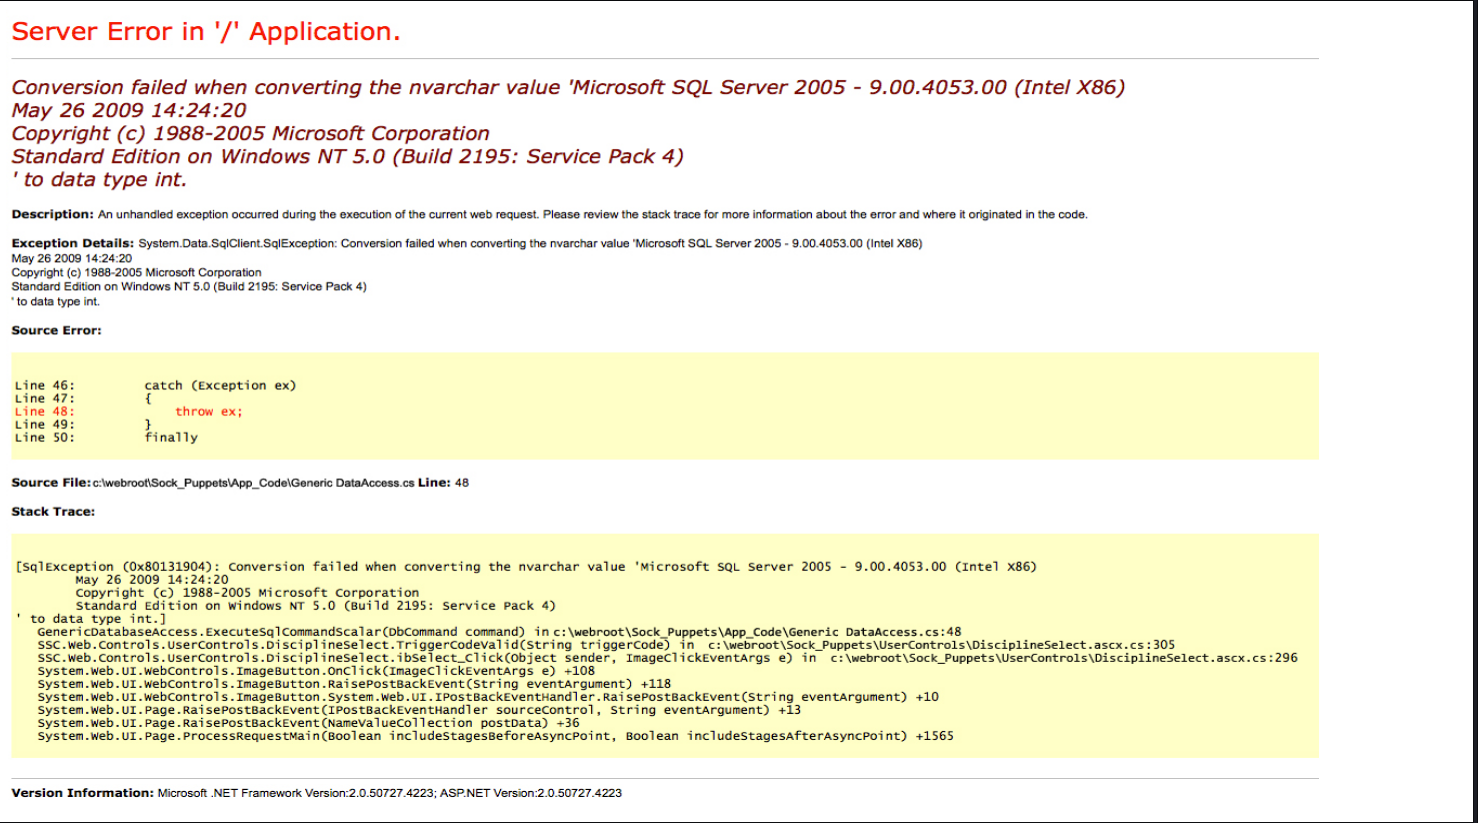 Server Error in '/' Application.
Conversion failed when converting the nvarchar value 'Microsoft SQL Server 2005 - 9.00.4053.00 (Intel X86)
May 26 2009 14:24:20
Copyright (c) 1988-2005 Microsoft Corporation
Standard Edition on Windows NT 5.0 (Build 2195: Service Pack 4)
' to data type int.
Description: An unhandled exception occurred during the execution of the current web request. Please review the stack trace for more information about the error and where it originated in the code.
Exception Details: System.Data.SqlClient.SqlException: Conversion failed when converting the nvarchar value 'Microsoft SQL Server 2005 - 9.00.4053.00 (Intel X86)
May 26 2009 14:24:20
Copyright (c) 1988-2005 Microsoft Corporation
Standard Edition on Windows NT 5.0 (Build 2195: Service Pack 4)
' to data type int.
Source Error:
Line 46:         catch (Exception ex)
Line 47:         {
Line 48:             throw ex;
Line 49:         }
Line 50:         finally
Source File: c:\webroot\Sock_Puppets\App_Code\Generic DataAccess.cs Line: 48
Stack Trace:
[SqlException (0x80131904): Conversion failed when converting the nvarchar value 'Microsoft SQL Server 2005 - 9.00.4053.00 (Intel X86)
May 26 2009 14:24:20
Copyright (c) 1988-2005 Microsoft Corporation
Standard Edition on Windows NT 5.0 (Build 2195: Service Pack 4)
' to data type int.]
GenericDatabaseAccess.ExecuteSqlCommandScalar(DbCommand command) in c:\webroot\Sock_Puppets\App_Code\Generic DataAccess.cs:48
SSC.Web.Controls.UserControls.DisciplineSelect.TriggerCodeValid(String triggerCode) in c:\webroot\Sock_Puppets\UserControls\DisciplineSelect.ascx.cs:305
SSC.Web.Controls.UserControls.DisciplineSelect.ibSelect_Click(Object sender, ImageClickEventArgs e) in c:\webroot\Sock_Puppets\UserControls\DisciplineSelect.ascx.cs:296
System.Web.UI.WebControls.ImageButton.OnClick(ImageClickEventArgs e) +108
System.Web.UI.WebControls.ImageButton.RaisePostBackEvent(String eventArgument) +118
System.Web.UI.WebControls.ImageButton.System.Web.UI.IPostBackEventHandler.RaisePostBackEvent(String eventArgument) +10
System.Web.UI.Page.RaisePostBackEvent(IPostBackEventHandler sourceControl, String eventArgument) +13
System.Web.UI.Page.RaisePostBackEvent(NameValueCollection postData) +36
System.Web.UI.Page.ProcessRequestMain(Boolean includeStagesBeforeAsyncPoint, Boolean includeStagesAfterAsyncPoint) +1565
Version Information: Microsoft .NET Framework Version:2.0.50727.4223; ASP.NET Version:2.0.50727.4223